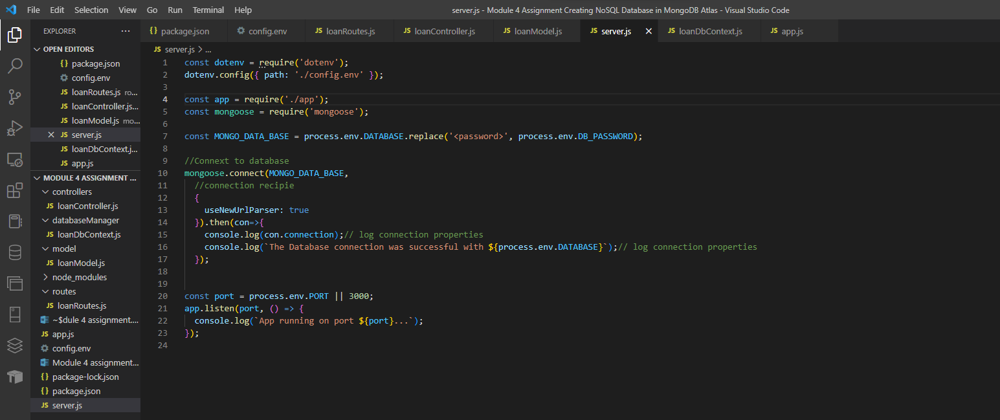 File Edit Selection View Go Run Terminal Help
server.js - Module 4 Assignment Creating NoSQL Database in MongoDB Atlas - Visual Studio Code
EXPLORER ...
OPEN EDITORS
{} package.json
config.env
JS loanRoutes.js ro...
JS loanController.js...
JS loanModel.js mo...
JS server.js
JS loanDbContext.j...
JS app.js
MODULE 4 ASSIGNMENT ...
controllers
JS loanController.js
databaseManager
JS loanDbContext.js
model
JS loanModel.js
node_modules
routes
JS loanRoutes.js
~$dule 4 assignment....
JS app.js
config.env
Module 4 assignment...
{} package-lock.json
{} package.json
JS server.js
{} package.json config.env JS loanRoutes.js JS loanController.js JS loanModel.js JS server.js JS loanDbContext.js JS app.js
JS server.js > ...
1 const dotenv = require('dotenv');
2 dotenv.config({ path: './config.env' });
3
4 const app = require('./app');
5 const mongoose = require('mongoose');
6
7 const MONGO_DATA_BASE = process.env.DATABASE.replace('<password>', process.env.DB_PASSWORD);
8
9 //Connext to database
10 mongoose.connect(MONGO_DATA_BASE,
11 //connection recipie
12 {
13 useNewUrlParser: true
14 }).then(con=>{
15 console.log(con.connection);// log connection properties
16 console.log(`The Database connection was successful with ${process.env.DATABASE}`);// log connection properties
17 });
18
19
20 const port = process.env.PORT || 3000;
21 app.listen(port, () => {
22 console.log(`App running on port ${port}...`);
23 });
24